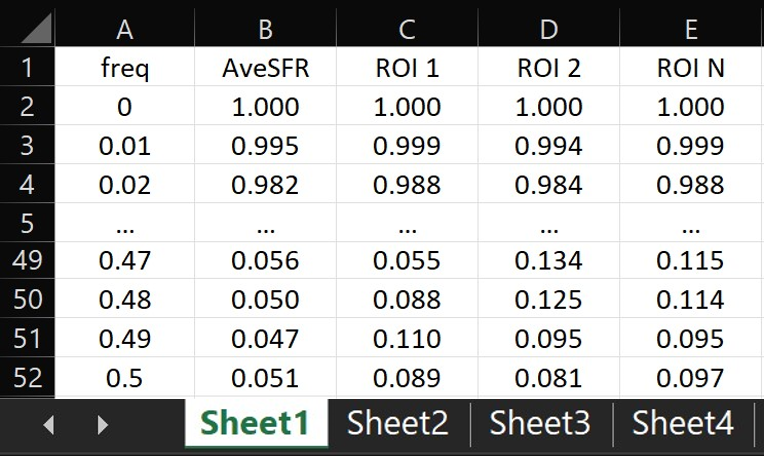 A B C D E
1 freq AveSFR ROI 1 ROI 2 ROI N
2 0 1.000 1.000 1.000 1.000
3 0.01 0.995 0.999 0.994 0.999
4 0.02 0.982 0.988 0.984 0.988
5 ... ... ... ... ...
49 0.47 0.056 0.055 0.134 0.115
50 0.48 0.050 0.088 0.125 0.114
51 0.49 0.047 0.110 0.095 0.095
52 0.5 0.051 0.089 0.081 0.097
Sheet1 Sheet2 Sheet3 Sheet4